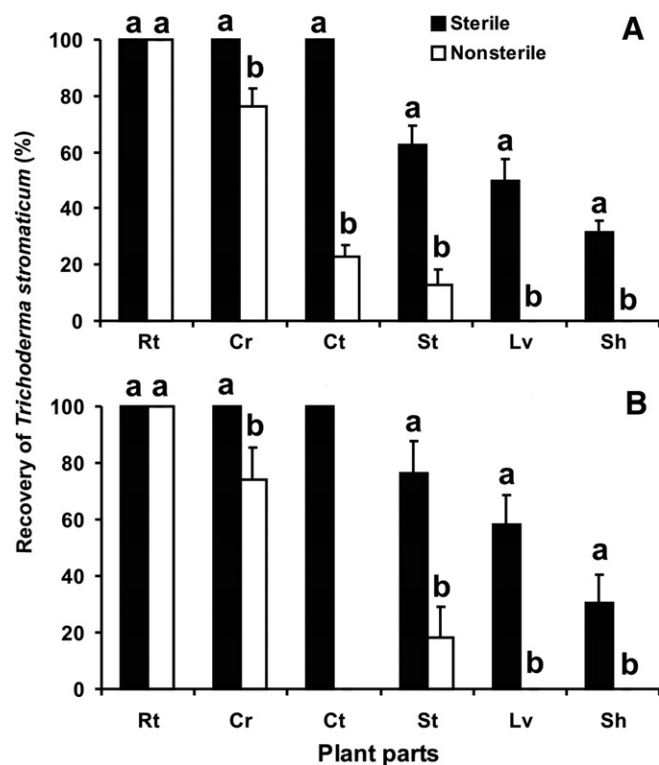 A
Sterile
Nonsterile
a a a a a a a
b b b b b
100
80
60
40
20
0
Rt Cr Ct St Lv Sh
B
a a a a a a
b b b b
100
80
60
40
20
0
Rt Cr Ct St Lv Sh
Recovery of Trichoderma stromaticum (%)
Plant parts